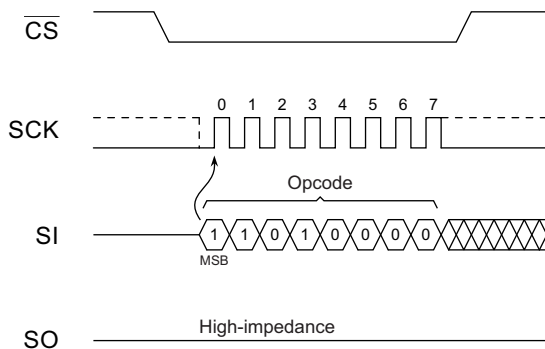 CS
0 1 2 3 4 5 6 7
SCK
Opcode
SI 1 1 0 1 0 0 0 0
MSB
High-impedance
SO